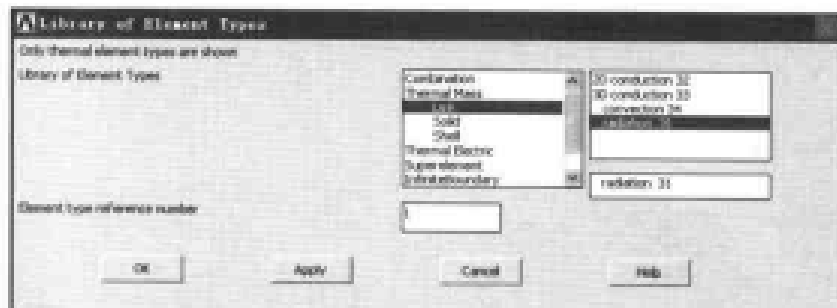 Library of Element Types
Only thermal element types are shown
Library of Element Types
Combination
Thermal Mass
Link
Solid
Shell
Thermal Electric
Superelement
InfiniteBoundary
2D conduction 32
3D conduction 33
convection 34
radiation 31
radiation 31
Element type reference number
1
OK
Apply
Cancel
Help